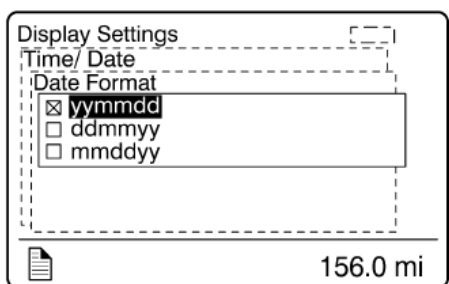 Display Settings
Time/ Date
Date Format
yymmdd
ddmmyy
mmddyy
156.0 mi